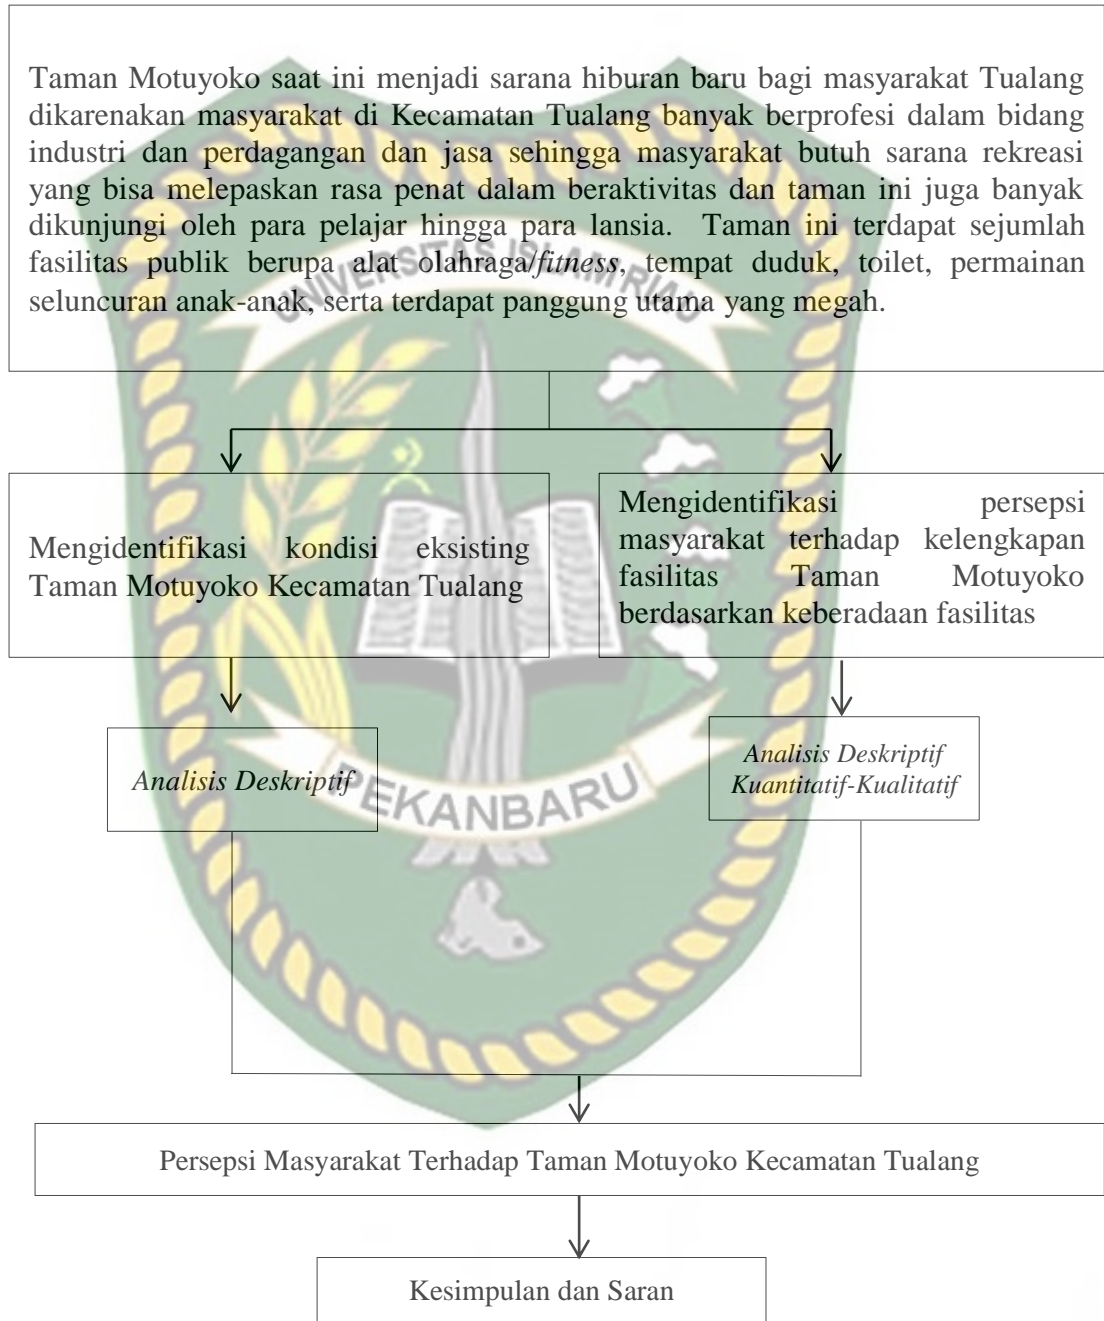 Taman Motuyoko saat ini menjadi sarana hiburan baru bagi masyarakat Tualang
dikarenakan masyarakat di Kecamatan Tualang banyak berprofesi dalam bidang
industri dan perdagangan dan jasa sehingga masyarakat butuh sarana rekreasi
yang bisa melepaskan rasa penat dalam beraktivitas dan taman ini juga banyak
dikunjungi oleh para pelajar hingga para lansia. Taman ini terdapat sejumlah
fasilitas publik berupa alat olahraga/fitness, tempat duduk, toilet, permainan
seluncuran anak-anak, serta terdapat panggung utama yang megah.
UNIVERSITAS ISLAM RIAU
Mengidentifikasi kondisi eksisting
Taman Motuyoko Kecamatan Tualang
Mengidentifikasi persepsi
masyarakat terhadap kelengkapan
fasilitas Taman Motuyoko
berdasarkan keberadaan fasilitas
Analisis Deskriptif
Analisis Deskriptif
Kuantitatif-Kualitatif
PEKANBARU
Persepsi Masyarakat Terhadap Taman Motuyoko Kecamatan Tualang
Kesimpulan dan Saran